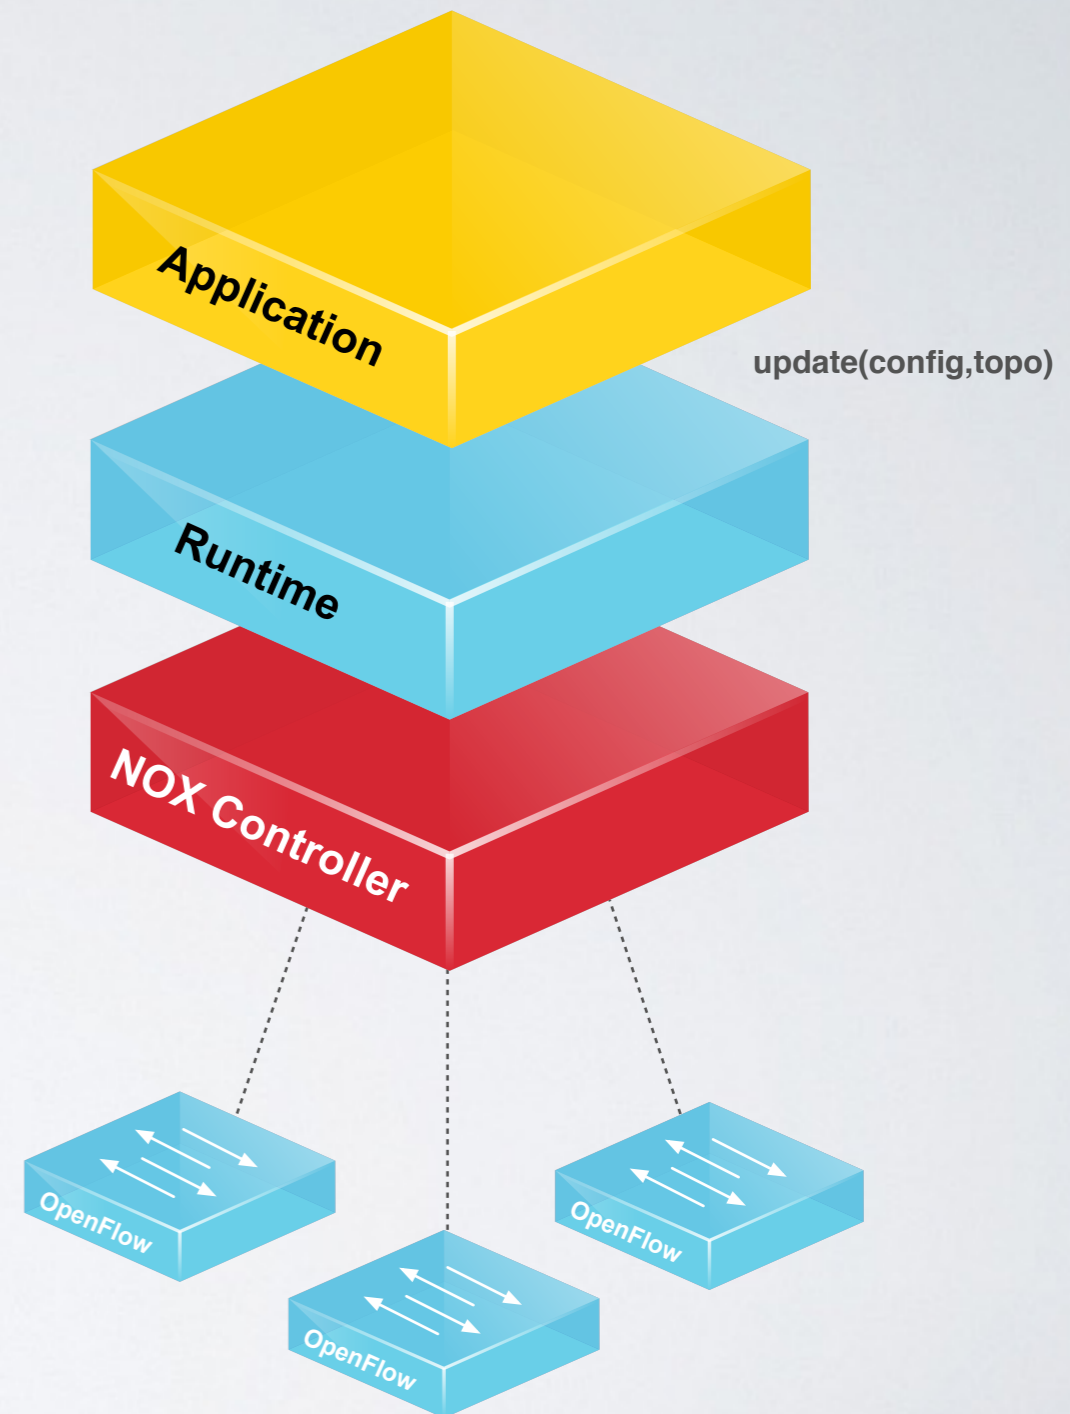 Application
update(config,topo)
Runtime
NOX Controller
OpenFlow
OpenFlow
OpenFlow